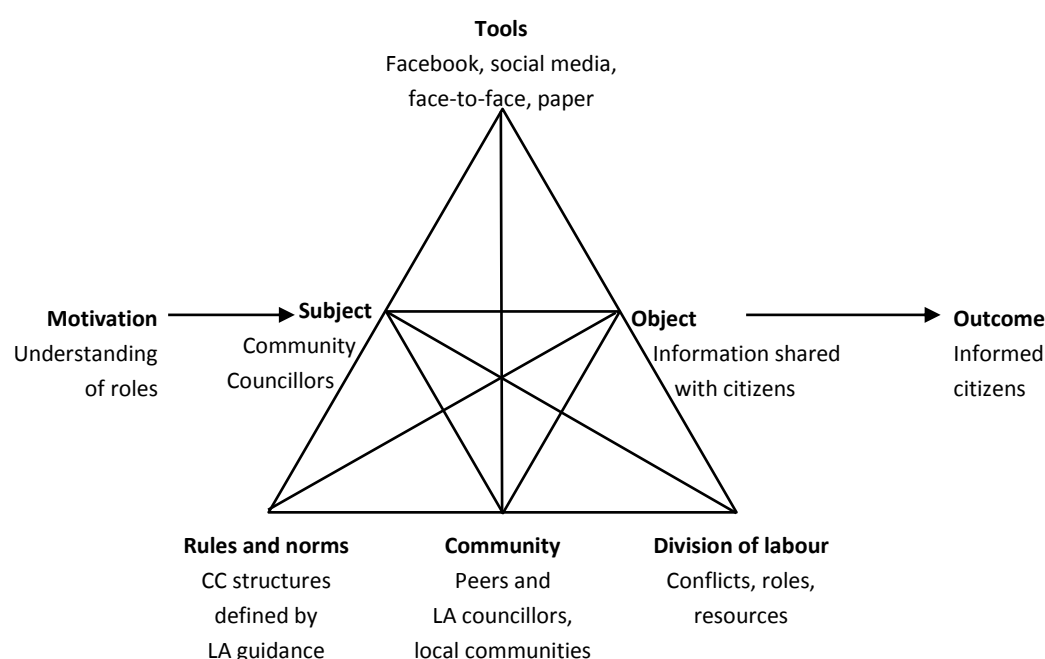 Tools
Facebook, social media,
face-to-face, paper
Motivation
Understanding
of roles
Subject
Community
Councillors
Object
Information shared
with citizens
Outcome
Informed
citizens
Rules and norms
CC structures
defined by
LA guidance
Community
Peers and
LA councillors,
local communities
Division of labour
Conflicts, roles,
resources